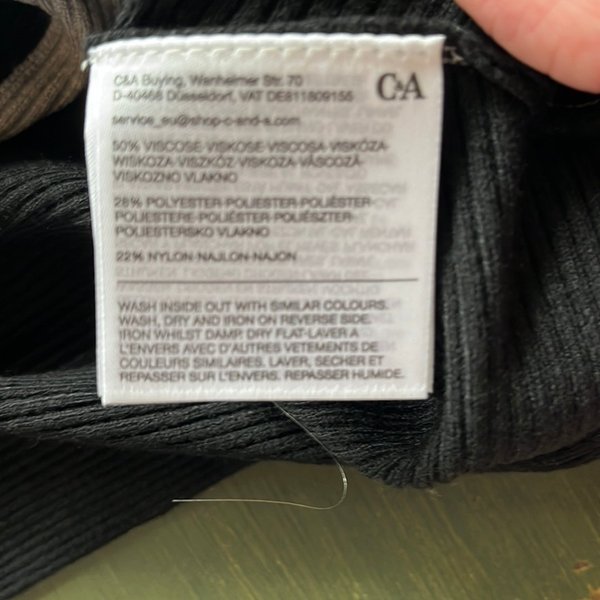 C&A Buying, Wanheimer Str. 70
D-40468 Düsseldorf, VAT DE811809155
C&A
service_eu@shop-c-and-a.com
50% VISCOSE-VISKOSE-VISCOSA-VISKÓZA-
WISKOZA-VISZKÓZ-VISKOZA-VÂSCOZĂ-
VISKOZNO VLAKNO
28% POLYESTER-POLIESTER-POLIÉSTER-
POLIESTERE-POLIÉSTER-POLIÉSZTER-
POLIESTERSKO VLAKNO
22% NYLON-NAJLON-NAJON
WASH INSIDE OUT WITH SIMILAR COLOURS.
WASH, DRY AND IRON ON REVERSE SIDE.
IRON WHILST DAMP. DRY FLAT-LAVER A
L'ENVERS AVEC D'AUTRES VETEMENTS DE
COULEURS SIMILAIRES. LAVER, SECHER ET
REPASSER SUR L'ENVERS. REPASSER HUMIDE.